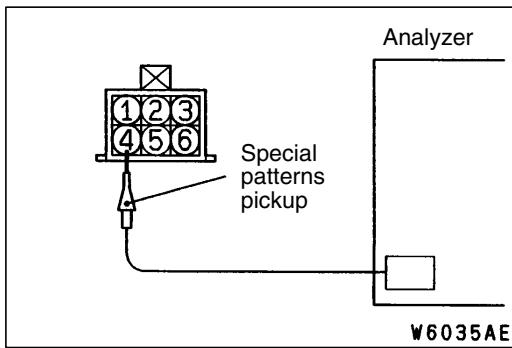 Analyzer
1 2 3
4 5 6
Special
patterns
pickup
W6035AE